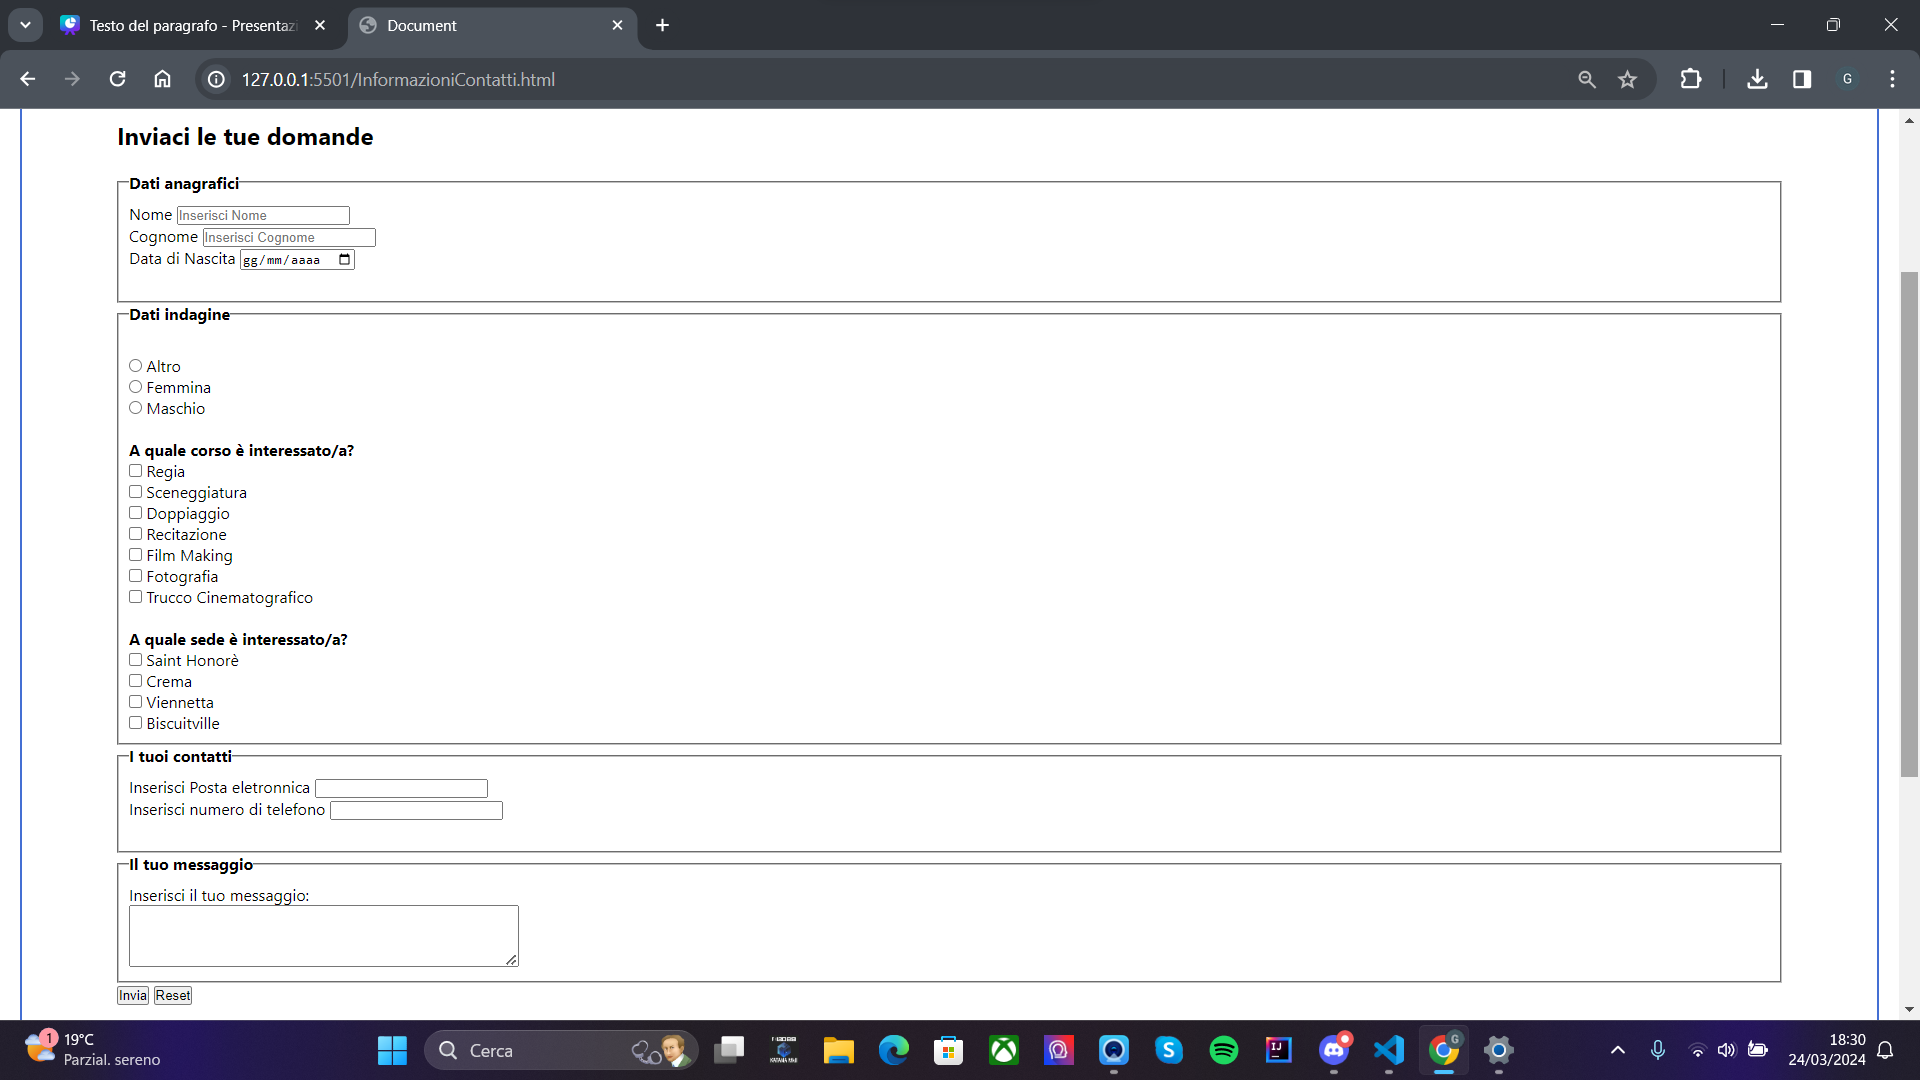 Testo del paragrafo - Presentazi
Document
127.0.0.1:5501/InformazioniContatti.html
G
Inviaci le tue domande
Dati anagrafici
Nome Inserisci Nome
Cognome Inserisci Cognome
Data di Nascita gg/mm/aaaa
Dati indagine
Altro
Femmina
Maschio
A quale corso è interessato/a?
Regia
Sceneggiatura
Doppiaggio
Recitazione
Film Making
Fotografia
Trucco Cinematografico
A quale sede è interessato/a?
Saint Honorè
Crema
Viennetta
Biscuitville
I tuoi contatti
Inserisci Posta eletronnica
Inserisci numero di telefono
Il tuo messaggio
Inserisci il tuo messaggio:
Invia Reset
1
19°C
Parzial. sereno
Cerca
G
18:30
24/03/2024